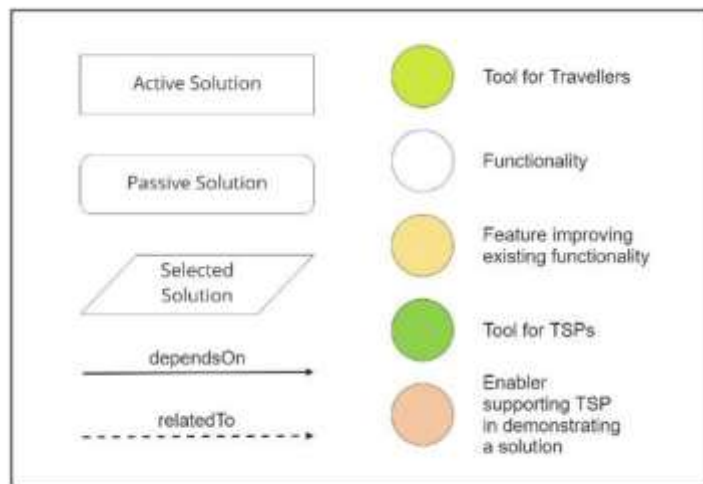 Active Solution
Passive Solution
Selected
Solution
dependsOn
relatedTo
Tool for Travellers
Functionality
Feature improving
existing functionality
Tool for TSPs
Enabler
supporting TSP
in demonstrating
a solution